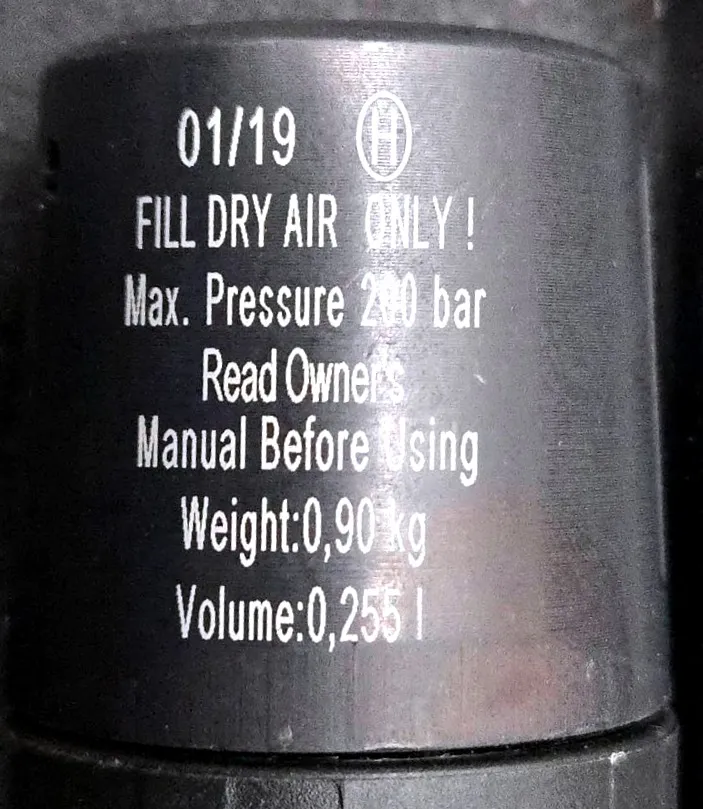 01/19 Ⓗ
FILL DRY AIR ONLY !
Max. Pressure 200 bar
Read Owner's
Manual Before Using
Weight:0,90 kg
Volume:0,255 l